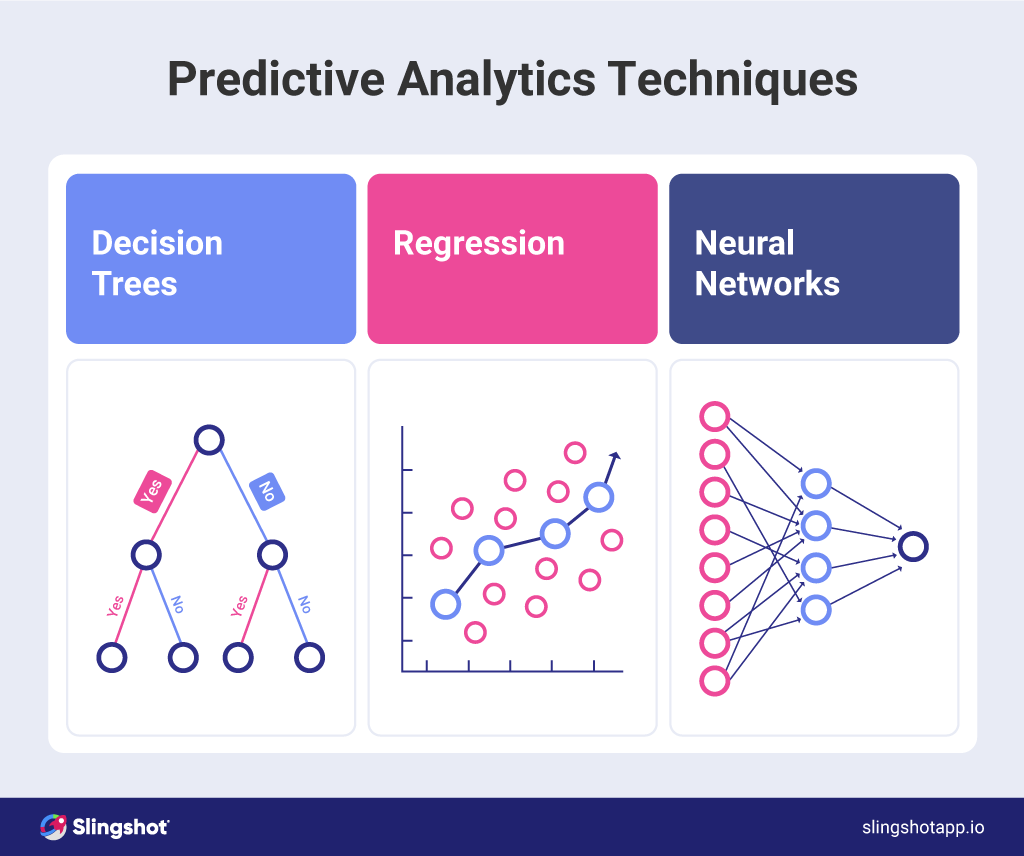 Predictive Analytics Techniques
Decision
Trees
Regression
Neural
Networks
Yes
No
Yes
No
Yes
No
Slingshot
slingshotapp.io